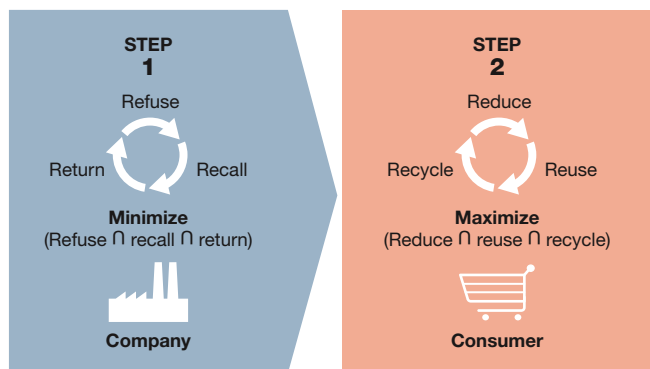 STEP
1
Refuse
Return
Recall
Minimize
(Refuse ∩ recall ∩ return)
Company
STEP
2
Reduce
Recycle
Reuse
Maximize
(Reduce ∩ reuse ∩ recycle)
Consumer